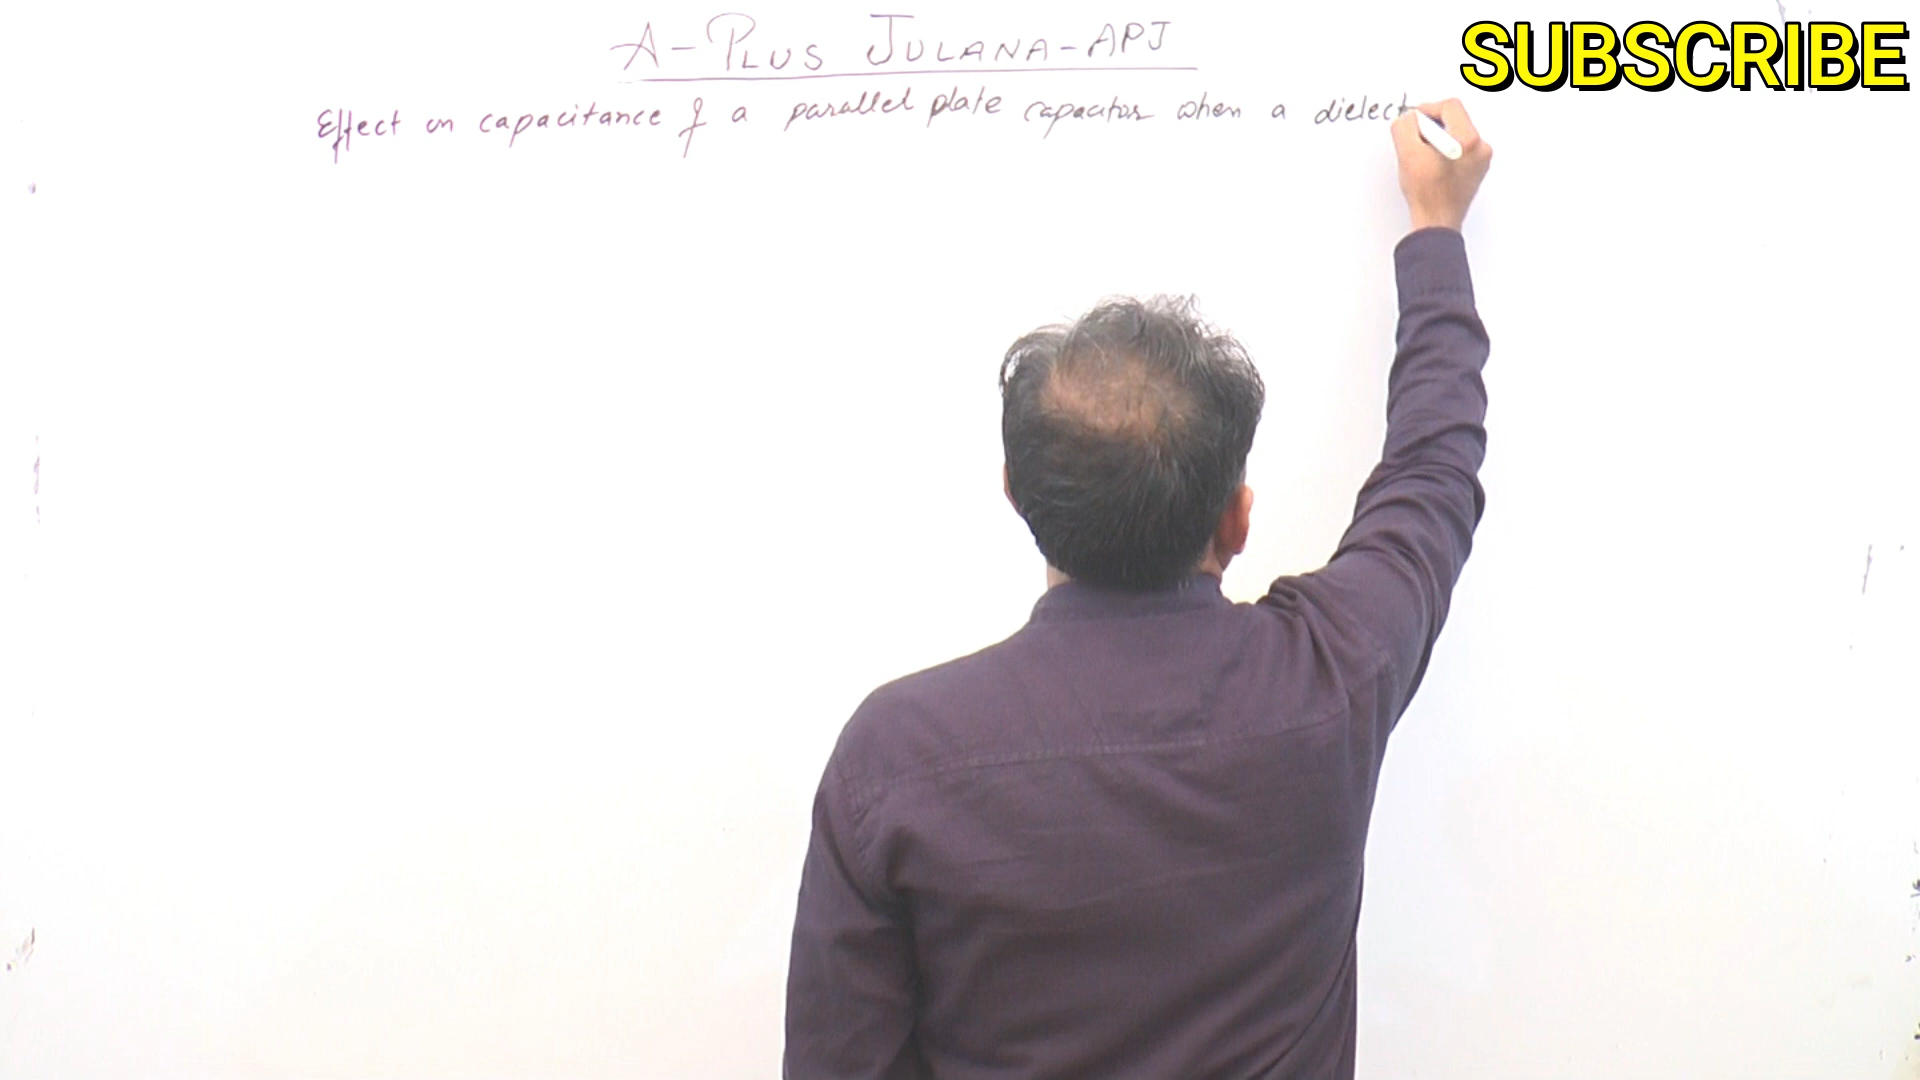 A-PLUS JULANA-APJ
SUBSCRIBE
Effect on capacitance of a parallel plate capacitor when a dielect